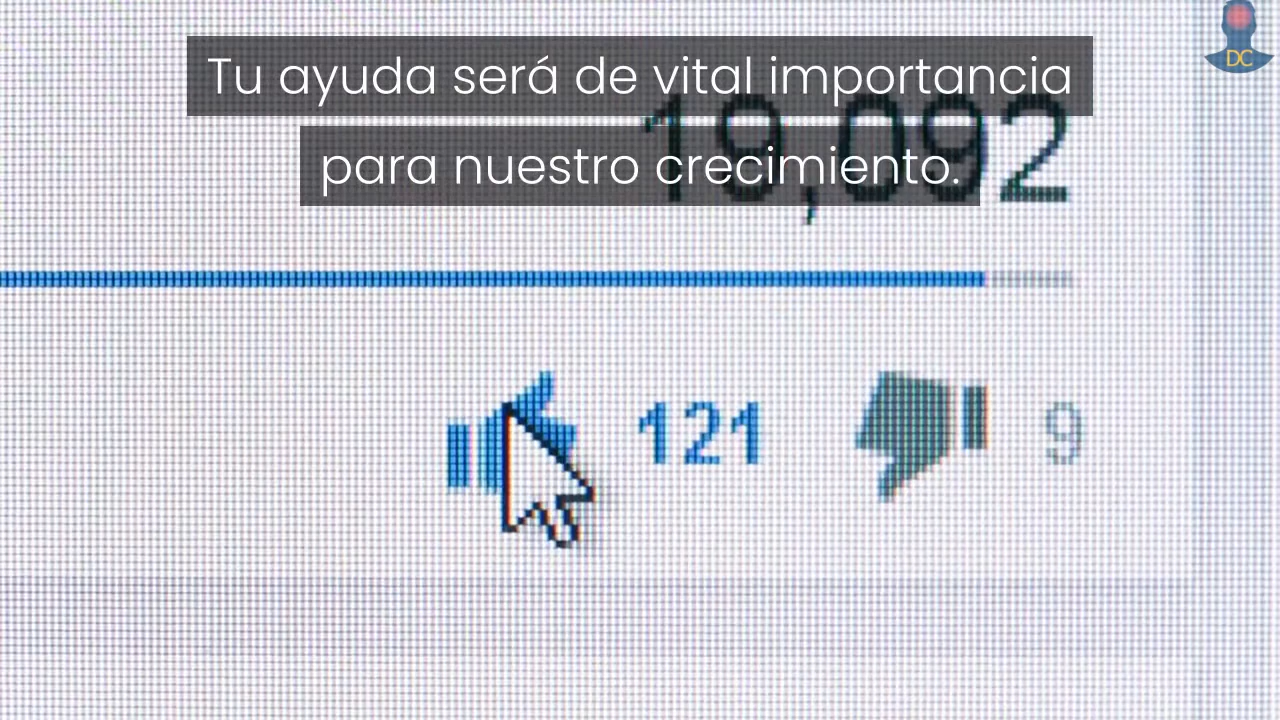 DC
Tu ayuda será de vital importancia
para nuestro crecimiento.
19,092
121
9